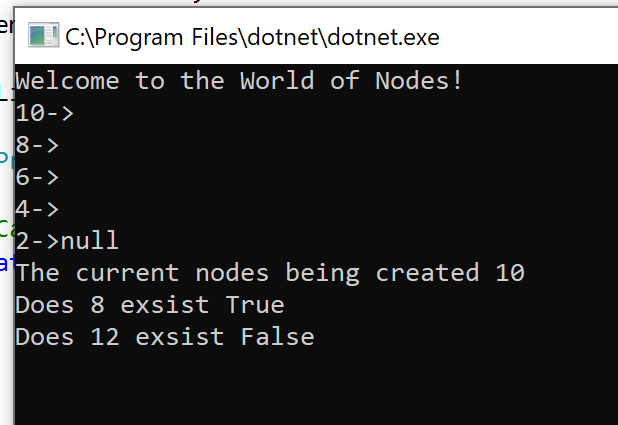 C:\Program Files\dotnet\dotnet.exe
Welcome to the World of Nodes!
10->
8->
6->
4->
2->null
The current nodes being created 10
Does 8 exsist True
Does 12 exsist False